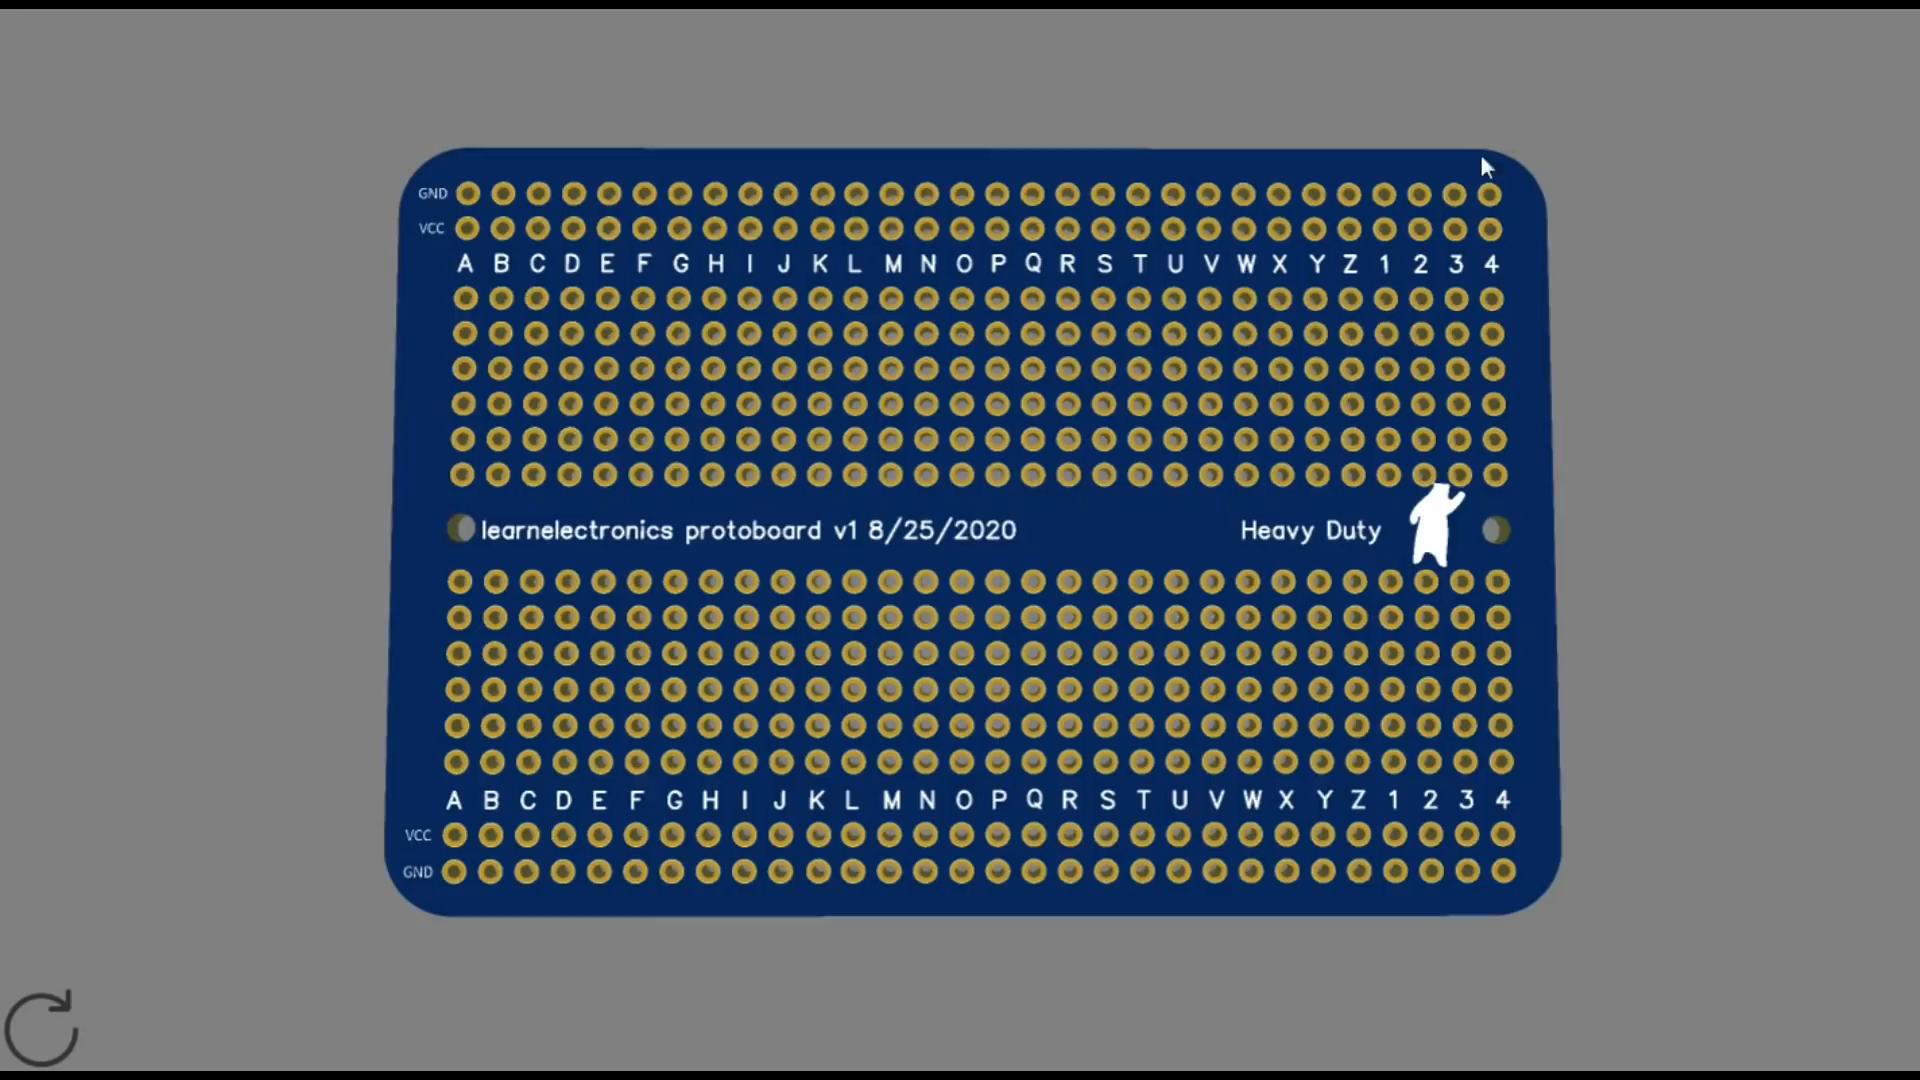 GND
VCC
A B C D E F G H I J K L M N O P Q R S T U V W X Y Z 1 2 3 4
learnelectronics protoboard v1 8/25/2020 Heavy Duty
A B C D E F G H I J K L M N O P Q R S T U V W X Y Z 1 2 3 4
VCC
GND